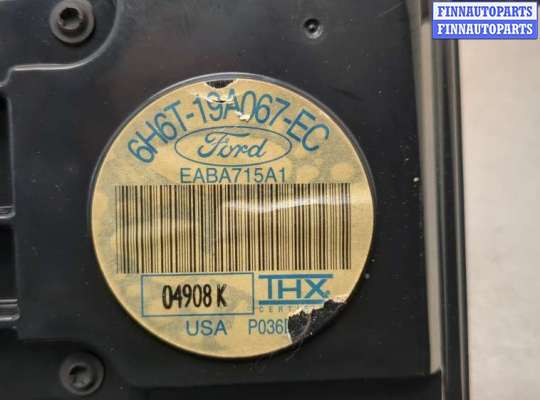 FINNAUTOPARTS
FINNAUTOPARTS
6H6T-19A067-EC
Ford
EABA715A1
04908 K
THX
USA